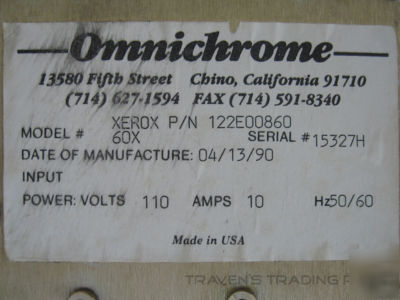 Omnichrome
13580 Fifth Street Chino, California 91710
(714) 627-1594 FAX (714) 591-8340
XEROX P/N 122E00860
MODEL # 60X SERIAL # 15327H
DATE OF MANUFACTURE: 04/13/90
INPUT
POWER: VOLTS 110 AMPS 10 Hz 50/60
Made in USA
TRAVEN'S TRADING